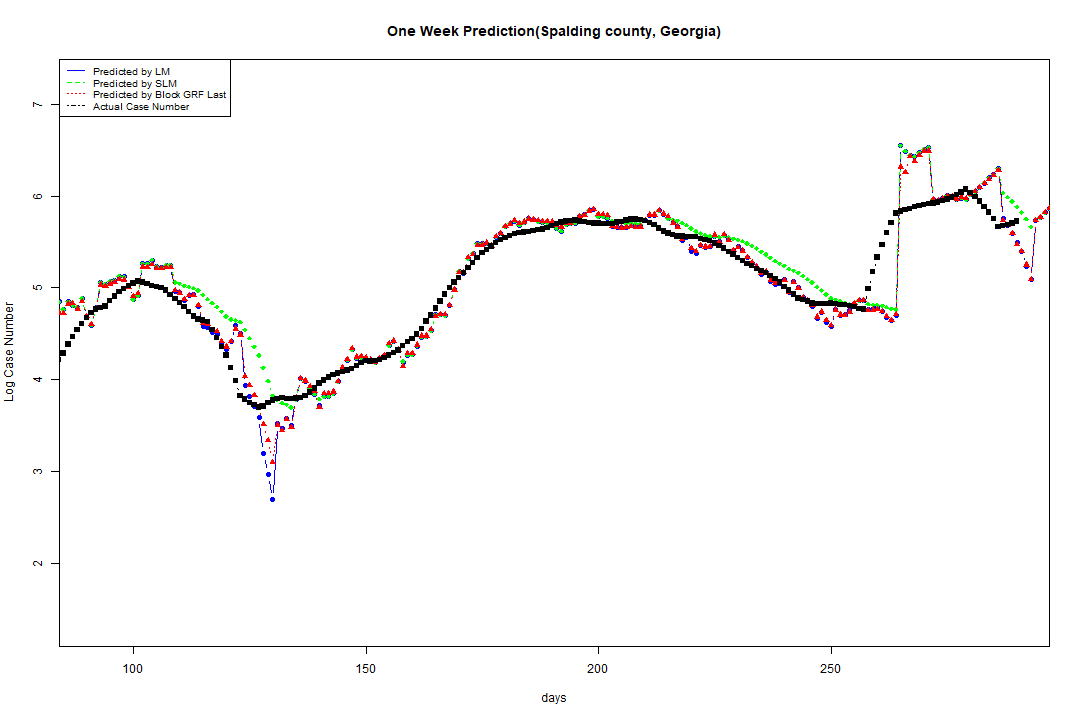 One Week Prediction(Spalding county, Georgia)
Predicted by LM
Predicted by SLM
Predicted by Block GRF Last
Actual Case Number
7
6
5
4
3
2
Log Case Number
100 150 200 250
days